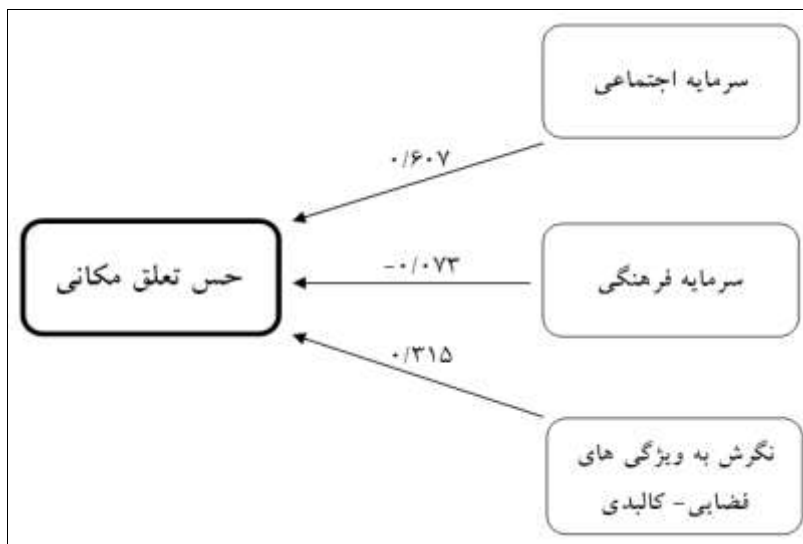 سرمایه اجتماعی
۰/۶۰۷
حس تعلق مکانی
-۰/۰۷۳
سرمایه فرهنگی
۰/۳۱۵
نگرش به ویژگی های
فضایی- کالبدی